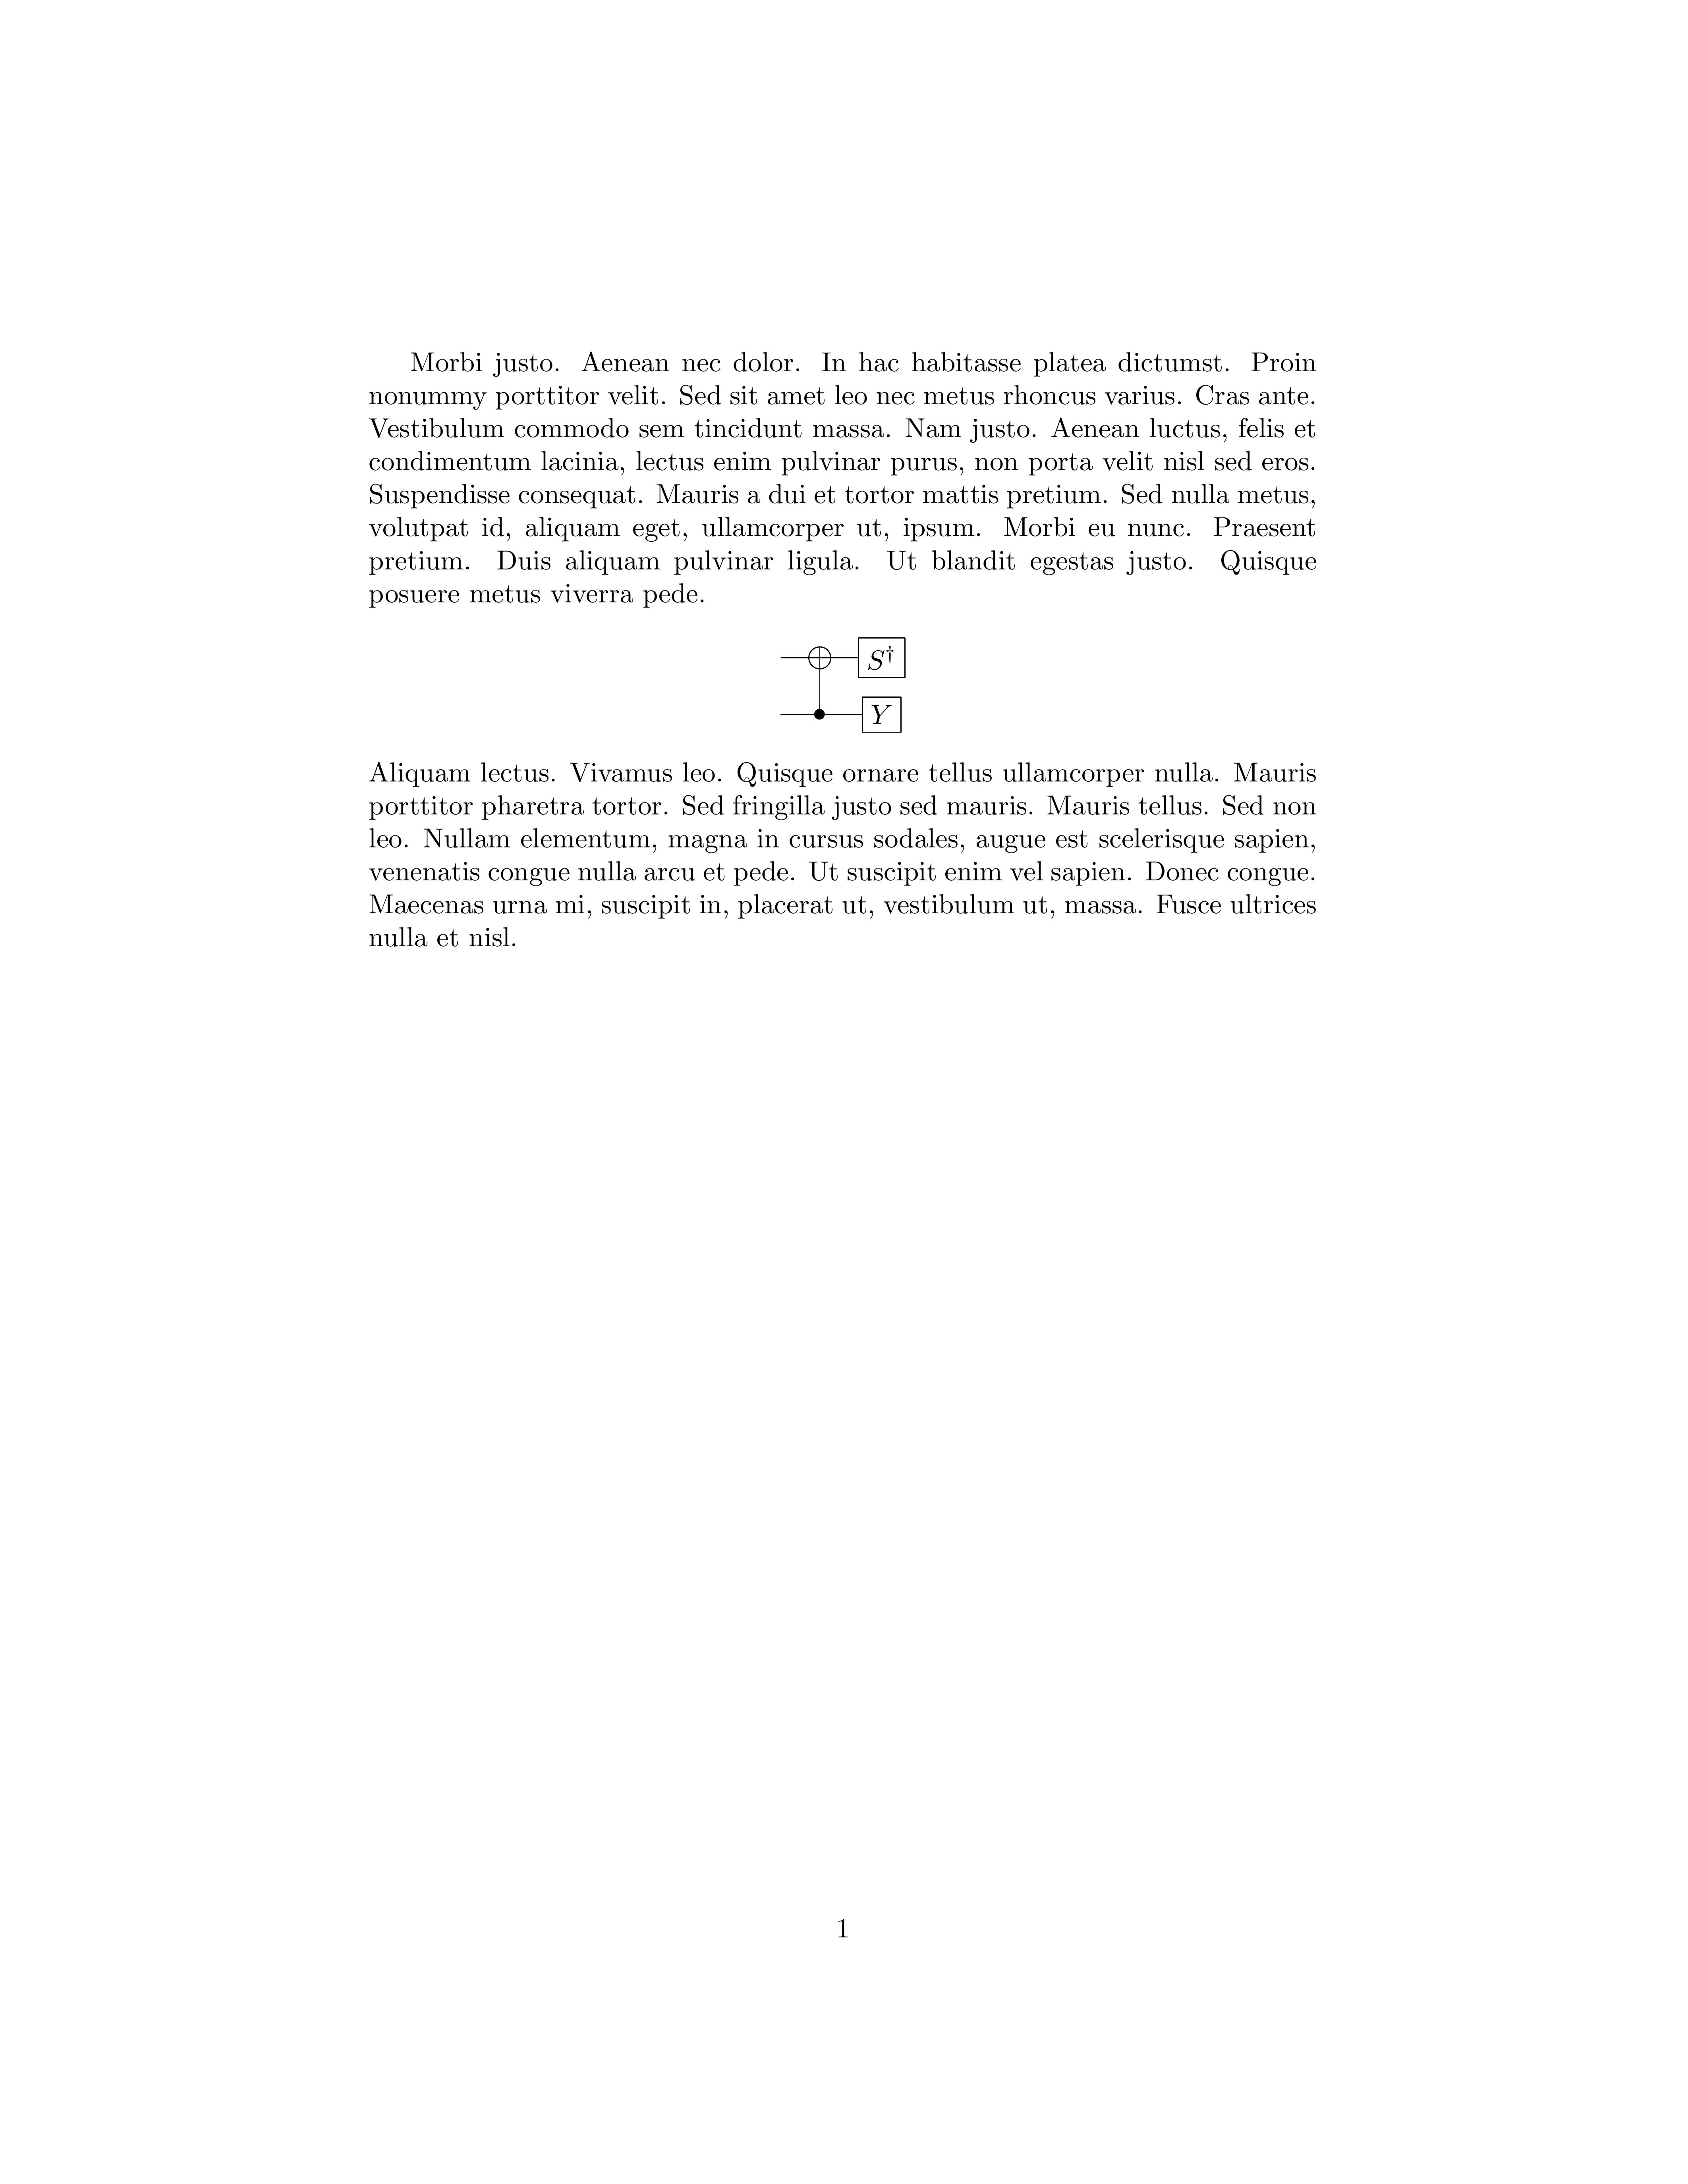 Morbi justo. Aenean nec dolor. In hac habitasse platea dictumst. Proin
nonummy porttitor velit. Sed sit amet leo nec metus rhoncus varius. Cras ante.
Vestibulum commodo sem tincidunt massa. Nam justo. Aenean luctus, felis et
condimentum lacinia, lectus enim pulvinar purus, non porta velit nisl sed eros.
Suspendisse consequat. Mauris a dui et tortor mattis pretium. Sed nulla metus,
volutpat id, aliquam eget, ullamcorper ut, ipsum. Morbi eu nunc. Praesent
pretium. Duis aliquam pulvinar ligula. Ut blandit egestas justo. Quisque
posuere metus viverra pede.
S†
Y
Aliquam lectus. Vivamus leo. Quisque ornare tellus ullamcorper nulla. Mauris
porttitor pharetra tortor. Sed fringilla justo sed mauris. Mauris tellus. Sed non
leo. Nullam elementum, magna in cursus sodales, augue est scelerisque sapien,
venenatis congue nulla arcu et pede. Ut suscipit enim vel sapien. Donec congue.
Maecenas urna mi, suscipit in, placerat ut, vestibulum ut, massa. Fusce ultrices
nulla et nisl.
1